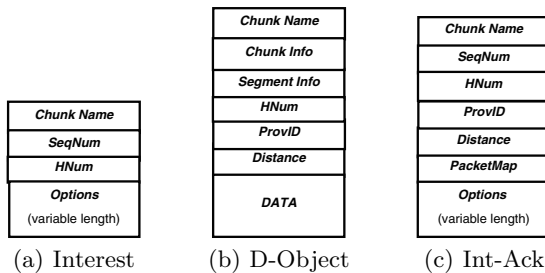 Chunk Name
SeqNum
HNum
Options
(variable length)
(a) Interest
Chunk Name
Chunk Info
Segment Info
HNum
ProvID
Distance
DATA
(b) D-Object
Chunk Name
SeqNum
HNum
ProvID
Distance
PacketMap
Options
(variable length)
(c) Int-Ack